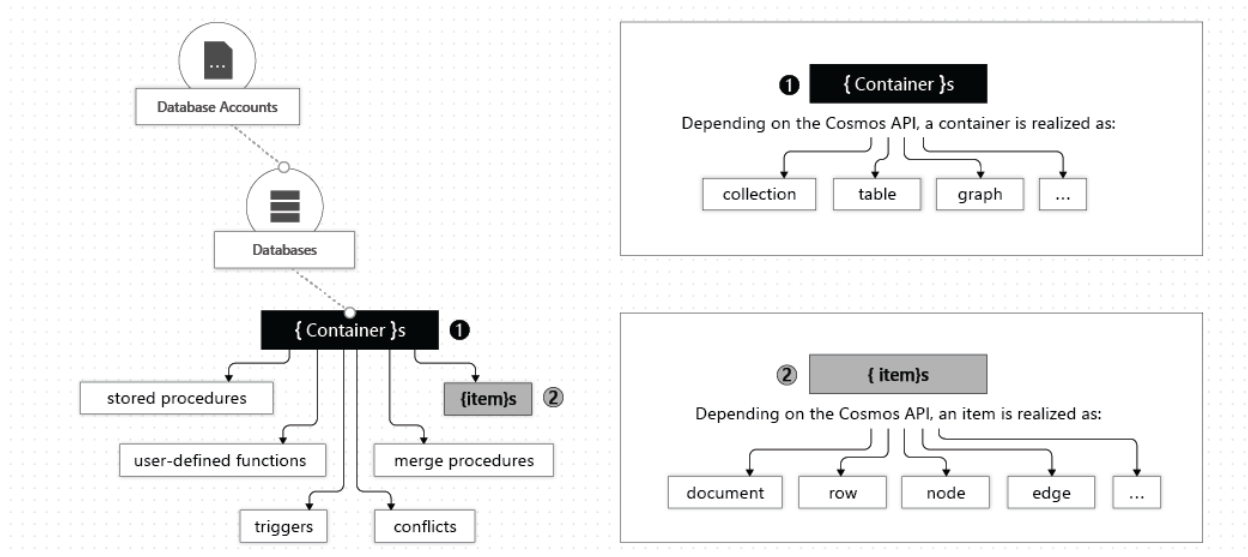 ...
Database Accounts
Databases
{ Container }s
1
stored procedures
{item}s
2
user-defined functions
merge procedures
triggers
conflicts
1
{ Container }s
Depending on the Cosmos API, a container is realized as:
collection
table
graph
...
2
{ item}s
Depending on the Cosmos API, an item is realized as:
document
row
node
edge
...